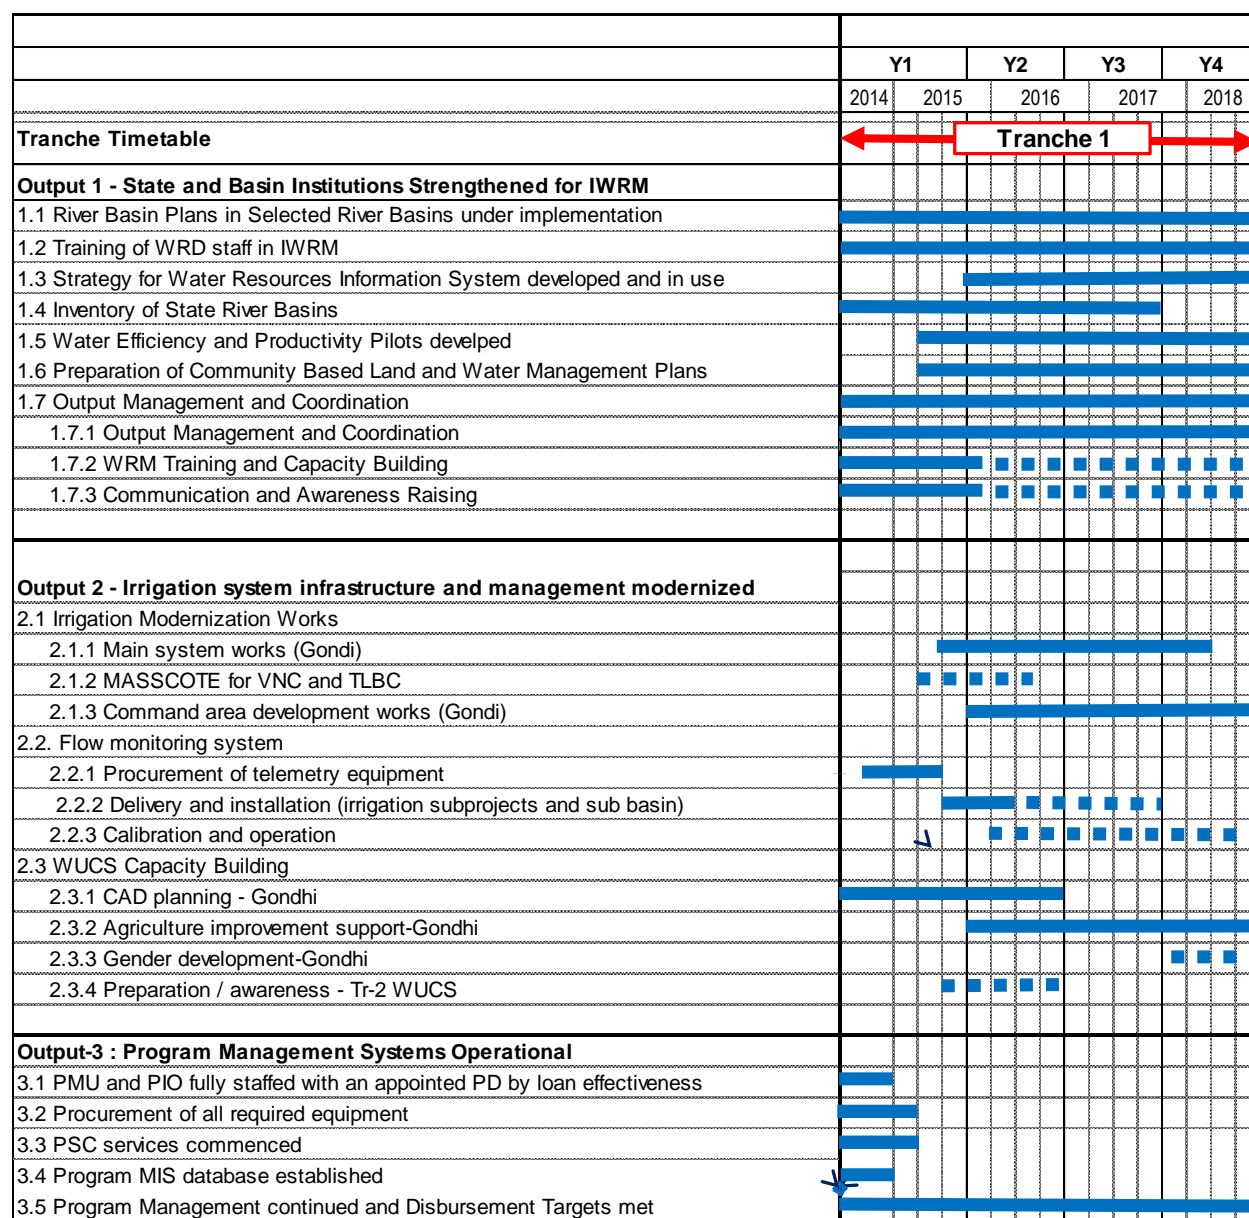 Y1 Y2 Y3 Y4
2014 2015 2016 2017 2018
Tranche Timetable Tranche 1
Output 1 - State and Basin Institutions Strengthened for IWRM
1.1 River Basin Plans in Selected River Basins under implementation
1.2 Training of WRD staff in IWRM
1.3 Strategy for Water Resources Information System developed and in use
1.4 Inventory of State River Basins
1.5 Water Efficiency and Productivity Pilots develped
1.6 Preparation of Community Based Land and Water Management Plans
1.7 Output Management and Coordination
1.7.1 Output Management and Coordination
1.7.2 WRM Training and Capacity Building
1.7.3 Communication and Awareness Raising
Output 2 - Irrigation system infrastructure and management modernized
2.1 Irrigation Modernization Works
2.1.1 Main system works (Gondi)
2.1.2 MASSCOTE for VNC and TLBC
2.1.3 Command area development works (Gondi)
2.2. Flow monitoring system
2.2.1 Procurement of telemetry equipment
2.2.2 Delivery and installation (irrigation subprojects and sub basin)
2.2.3 Calibration and operation
2.3 WUCS Capacity Building
2.3.1 CAD planning - Gondhi
2.3.2 Agriculture improvement support-Gondhi
2.3.3 Gender development-Gondhi
2.3.4 Preparation / awareness - Tr-2 WUCS
Output-3 : Program Management Systems Operational
3.1 PMU and PIO fully staffed with an appointed PD by loan effectiveness
3.2 Procurement of all required equipment
3.3 PSC services commenced
3.4 Program MIS database established
3.5 Program Management continued and Disbursement Targets met